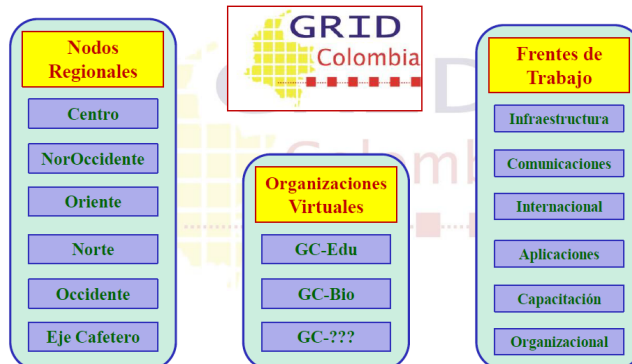 Nodos
Regionales
Centro
NorOccidente
Oriente
Norte
Occidente
Eje Cafetero
GRID
Colombia
Organizaciones
Virtuales
GC-Edu
GC-Bio
GC-???
Frentes de
Trabajo
Infraestructura
Comunicaciones
Internacional
Aplicaciones
Capacitación
Organizacional